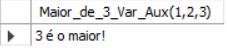 Maior_de_3_Var_Aux(1,2,3)
3 é o maior!